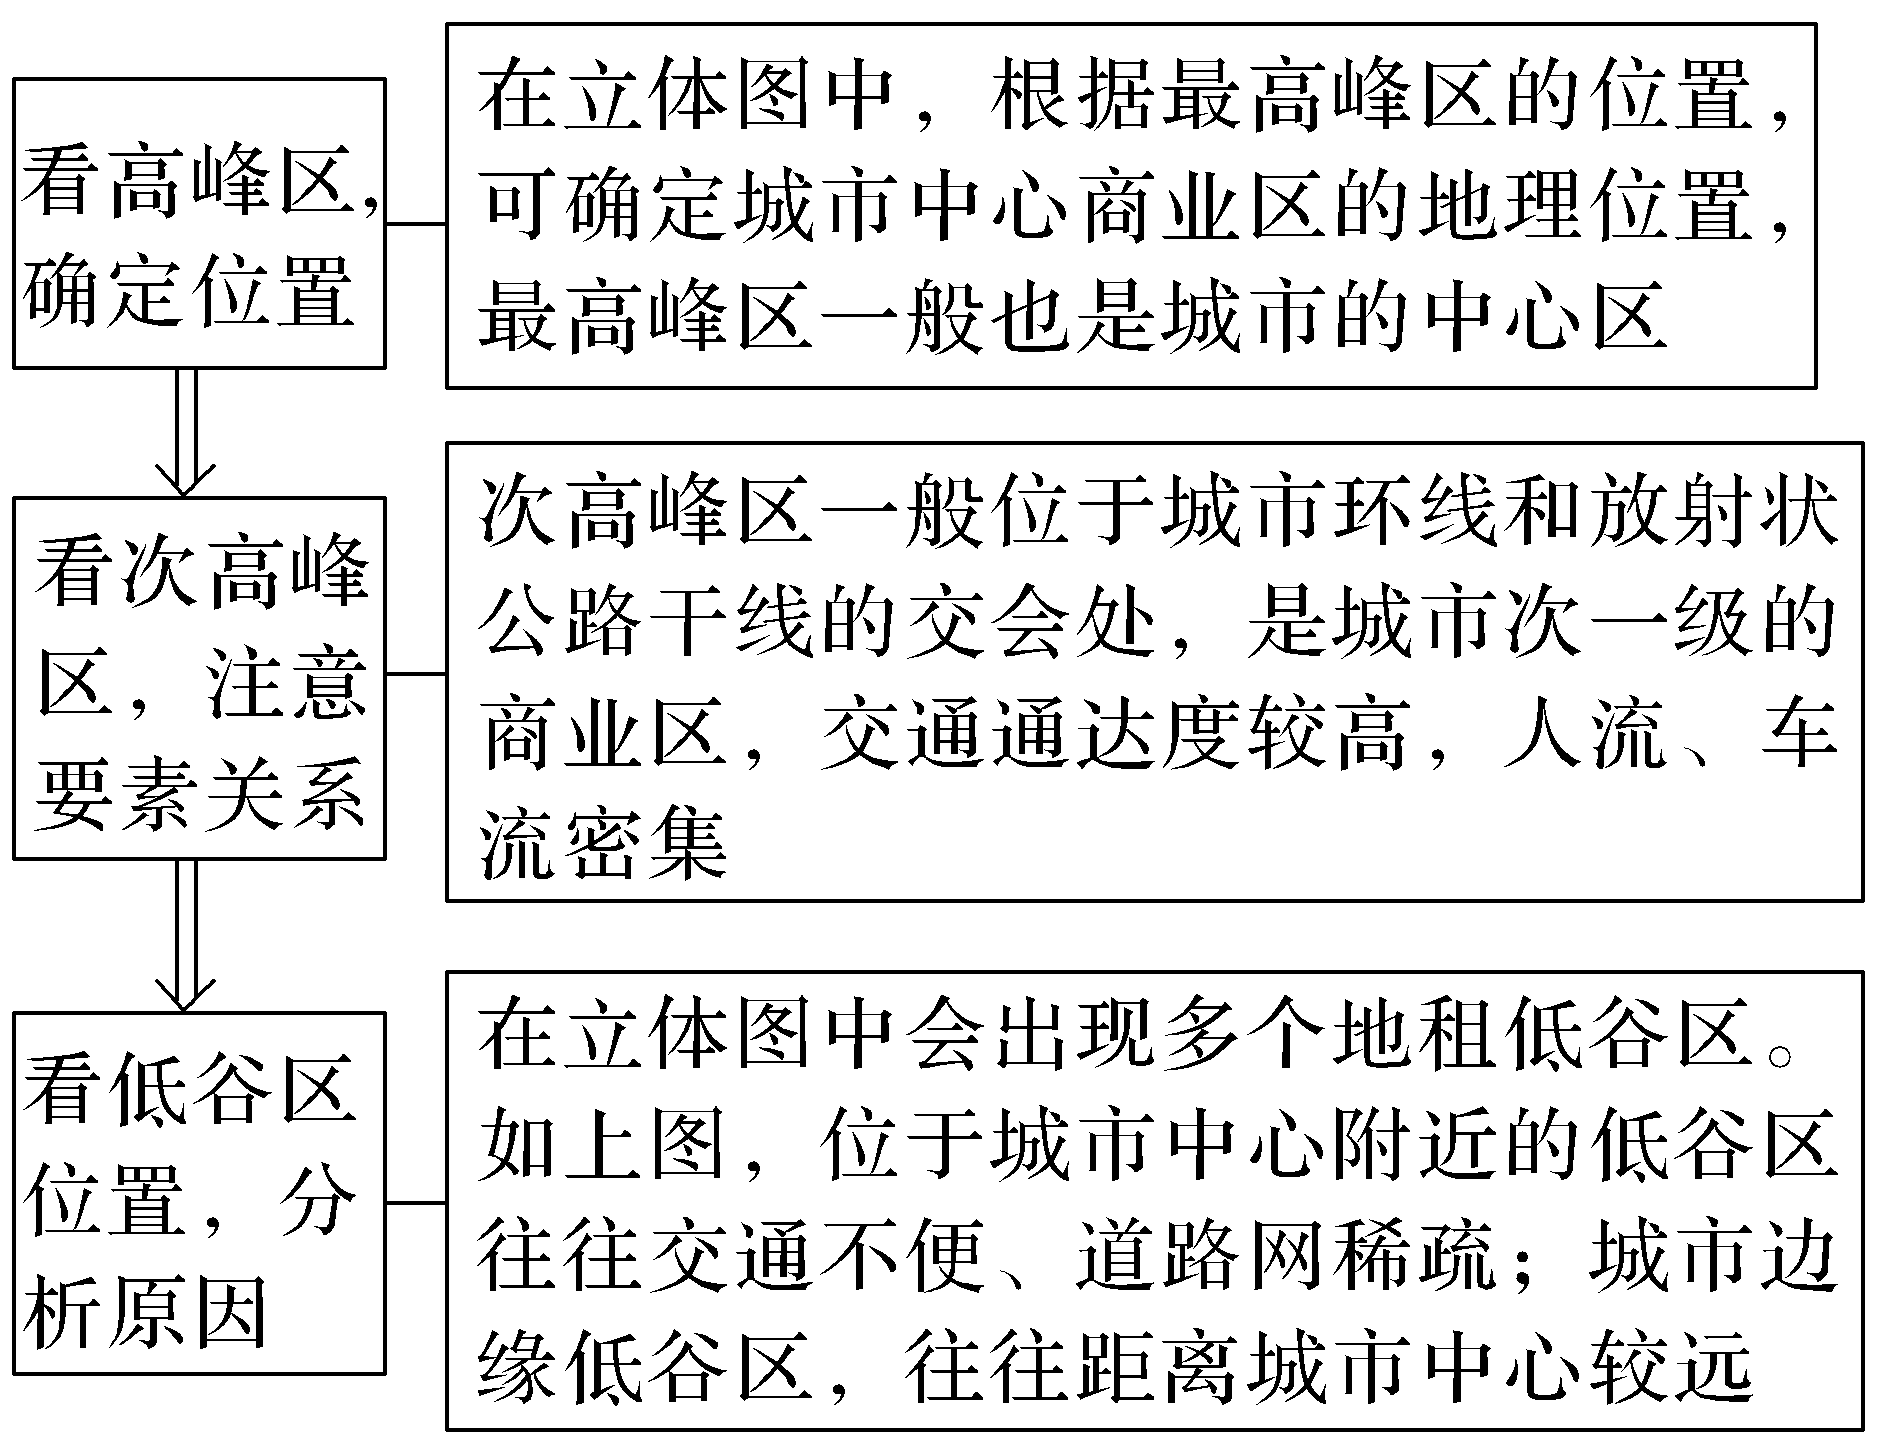 看高峰区，
确定位置
在立体图中，根据最高峰区的位置，
可确定城市中心商业区的地理位置，
最高峰区一般也是城市的中心区
看次高峰
区，注意
要素关系
次高峰区一般位于城市环线和放射状
公路干线的交会处，是城市次一级的
商业区，交通通达度较高，人流、车
流密集
看低谷区
位置，分
析原因
在立体图中会出现多个地租低谷区。
如上图，位于城市中心附近的低谷区
往往交通不便、道路网稀疏；城市边
缘低谷区，往往距离城市中心较远